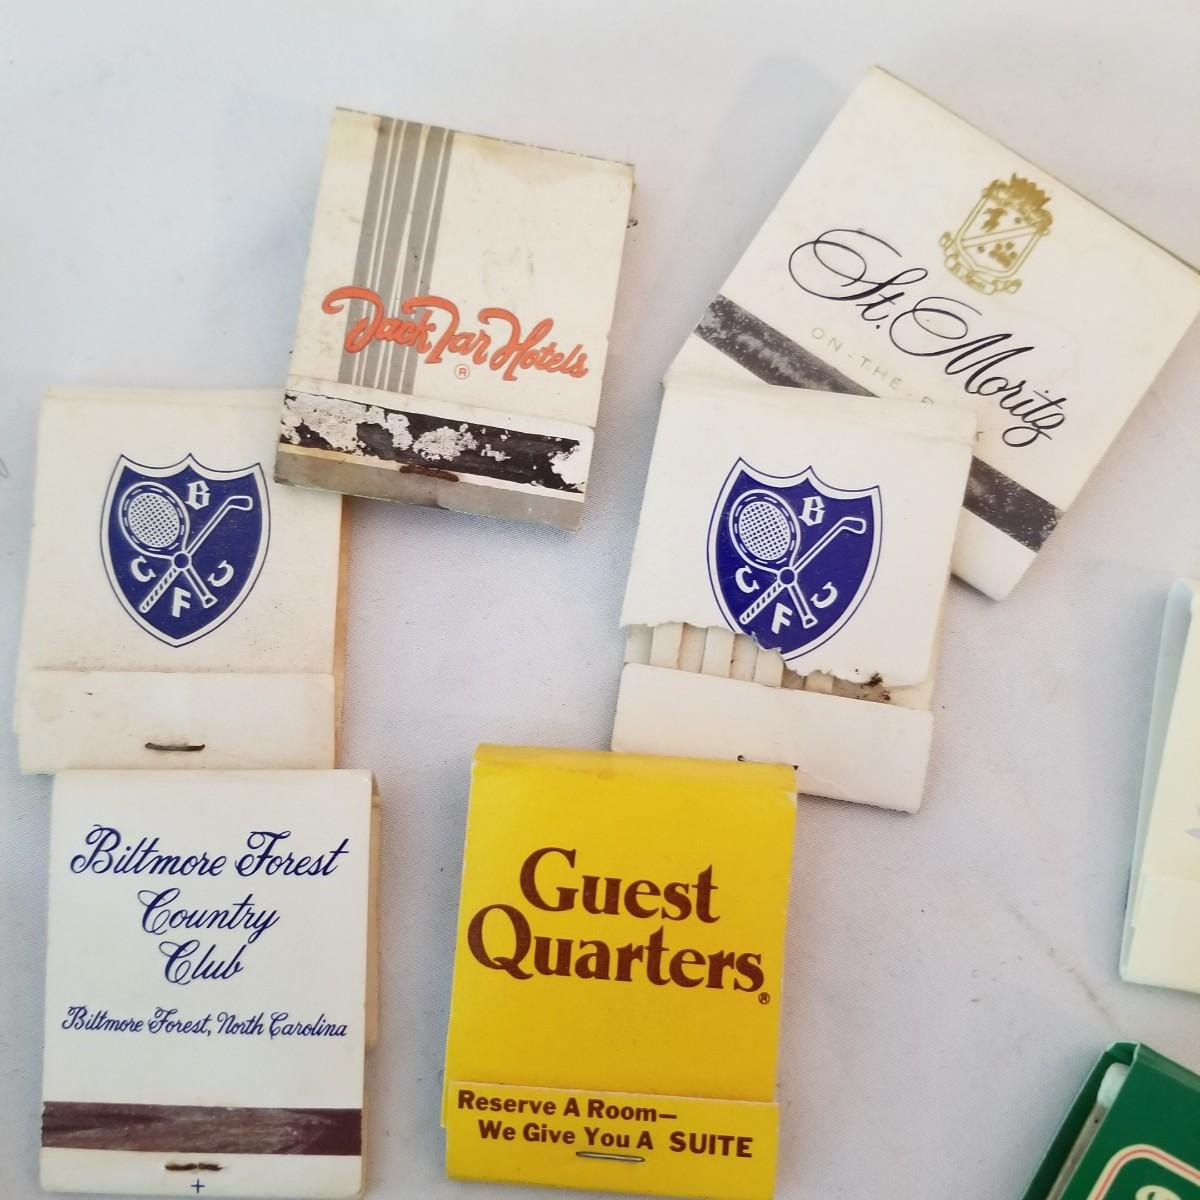 Jack Tar Hotels
®
St. Moritz
ON-THE-
B
C C
F
B
C C
F
Biltmore Forest
Country
Club
Biltmore Forest, North Carolina
+
Guest
Quarters®
Reserve A Room—
We Give You A SUITE